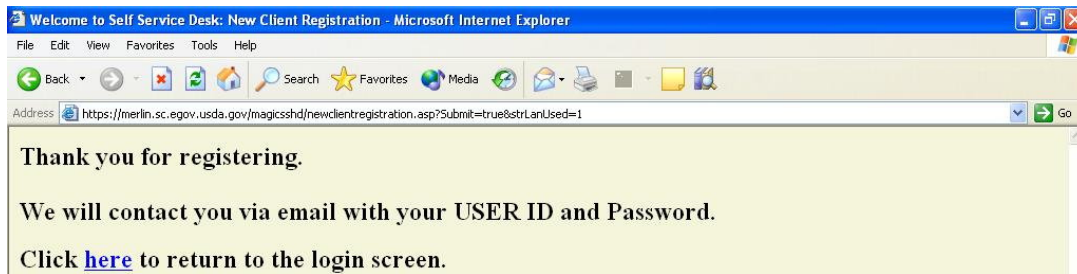 Welcome to Self Service Desk: New Client Registration - Microsoft Internet Explorer
File Edit View Favorites Tools Help
Back Search Favorites Media
Address https://merlin.sc.egov.usda.gov/magicsshd/newclientregistration.asp?Submit=true&strLanUsed=1 Go
Thank you for registering.
We will contact you via email with your USER ID and Password.
Click here to return to the login screen.